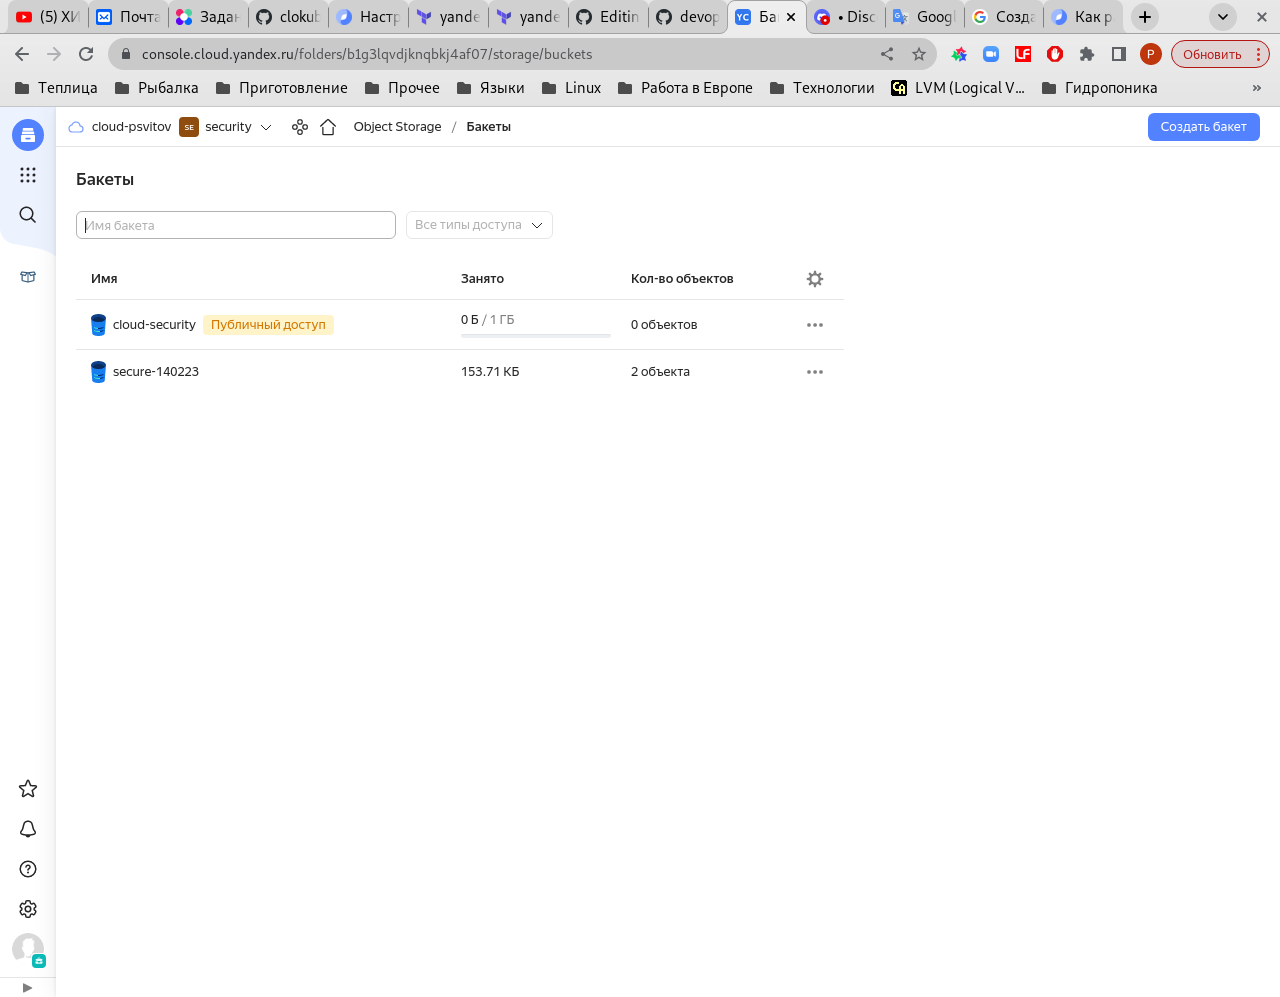 (5) ХИ Почта Задан clokub Настр yande yande Editin devop Ба • Disc Googl Созда Как р
console.cloud.yandex.ru/folders/b1g3lqvdjknqbkj4af07/storage/buckets LF P Обновить
Теплица Рыбалка Приготовление Прочее Языки Linux Работа в Европе Технологии LVM (Logical V... Гидропоника »
cloud-psvitov SE security Object Storage / Бакеты Создать бакет
Бакеты
Имя бакета Все типы доступа
Имя Занято Кол-во объектов
cloud-security Публичный доступ 0 Б / 1 ГБ 0 объектов
secure-140223 153.71 КБ 2 объекта